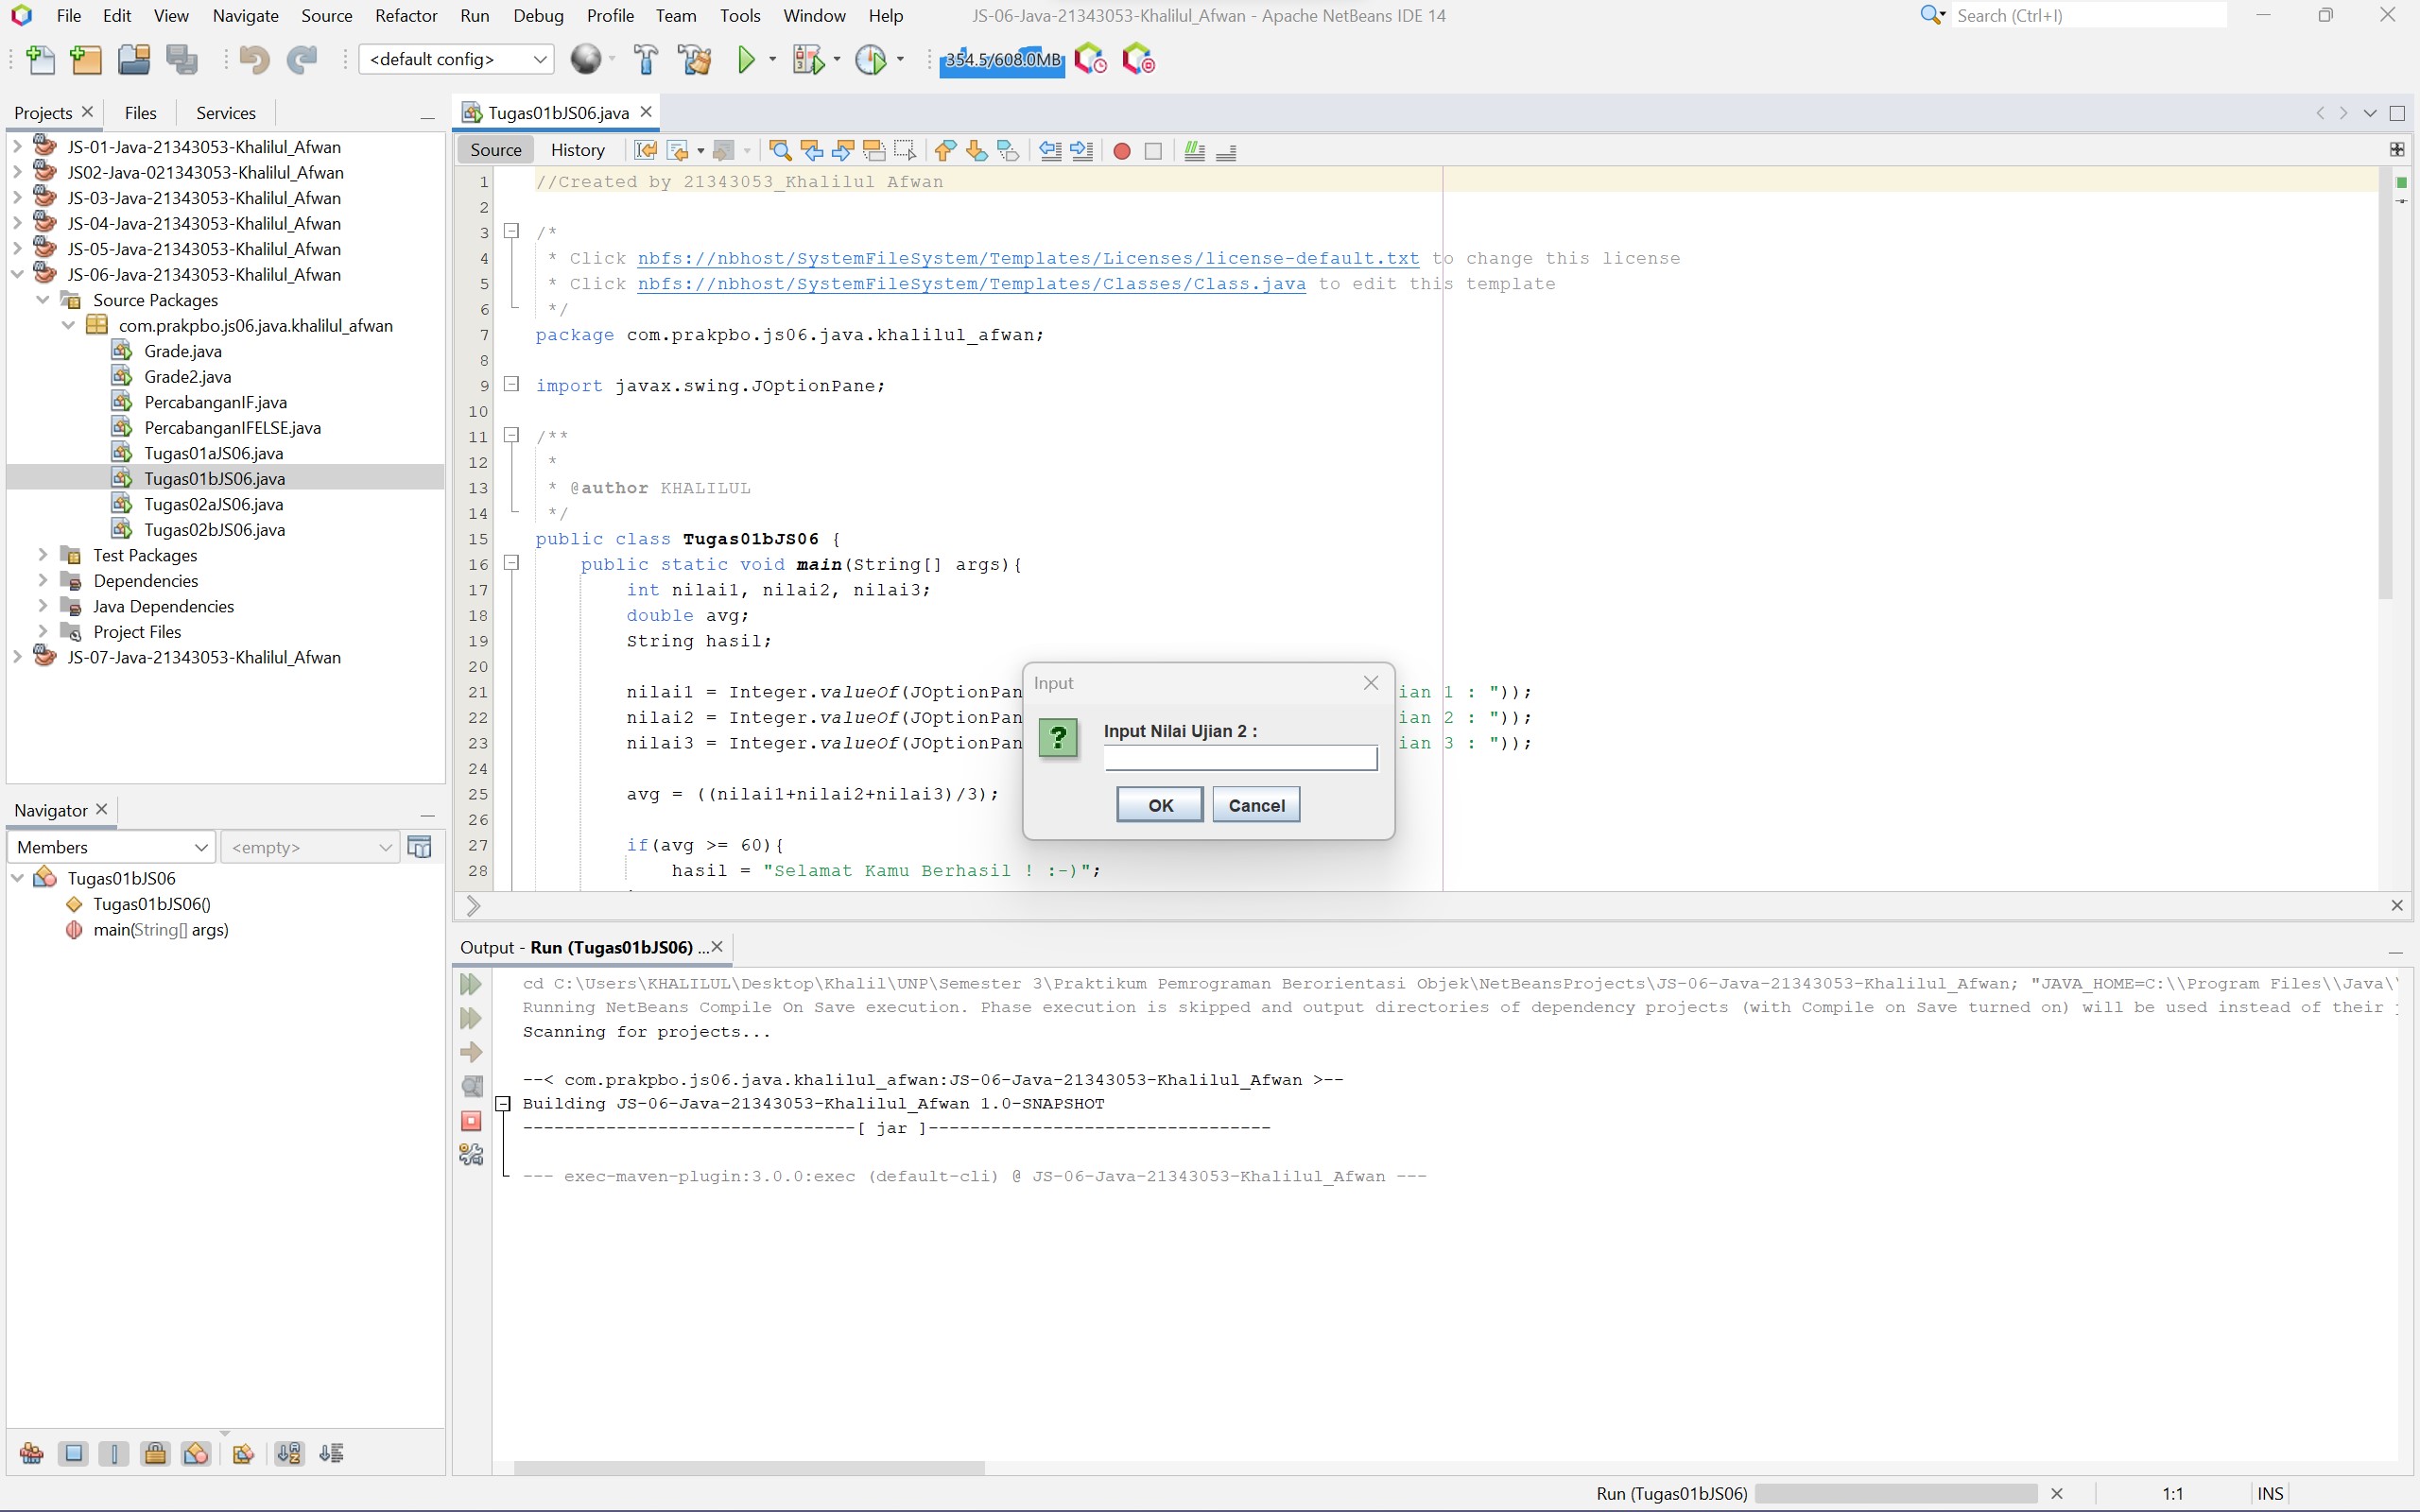 File Edit View Navigate Source Refactor Run Debug Profile Team Tools Window Help
JS-06-Java-21343053-Khalilul_Afwan - Apache NetBeans IDE 14
Search (Ctrl+I)
<default config>
354.5/608.0MB
Projects
Files
Services
JS-01-Java-21343053-Khalilul_Afwan
JS02-Java-021343053-Khalilul_Afwan
JS-03-Java-21343053-Khalilul_Afwan
JS-04-Java-21343053-Khalilul_Afwan
JS-05-Java-21343053-Khalilul_Afwan
JS-06-Java-21343053-Khalilul_Afwan
Source Packages
com.prakpbo.js06.java.khalilul_afwan
Grade.java
Grade2.java
PercabanganIF.java
PercabanganIFELSE.java
Tugas01aJS06.java
Tugas01bJS06.java
Tugas02aJS06.java
Tugas02bJS06.java
Test Packages
Dependencies
Java Dependencies
Project Files
JS-07-Java-21343053-Khalilul_Afwan
Navigator
Members
<empty>
Tugas01bJS06
Tugas01bJS06()
main(String[] args)
Tugas01bJS06.java
Source
History
1 //Created by 21343053_Khalilul Afwan
2
3 /*
4 * Click nbfs://nbhost/SystemFileSystem/Templates/Licenses/license-default.txt to change this license
5 * Click nbfs://nbhost/SystemFileSystem/Templates/Classes/Class.java to edit this template
6 */
7 package com.prakpbo.js06.java.khalilul_afwan;
8
9 import javax.swing.JOptionPane;
10
11 /**
12 *
13 * @author KHALILUL
14 */
15 public class Tugas01bJS06 {
16 public static void main(String[] args){
17 int nilai1, nilai2, nilai3;
18 double avg;
19 String hasil;
20
21 nilai1 = Integer.valueOf(JOptionPan ian 1 : "));
22 nilai2 = Integer.valueOf(JOptionPan ian 2 : "));
23 nilai3 = Integer.valueOf(JOptionPan ian 3 : "));
24
25 avg = ((nilai1+nilai2+nilai3)/3);
26
27 if(avg >= 60){
28 hasil = "Selamat Kamu Berhasil ! :-)";
Input
Input Nilai Ujian 2 :
OK
Cancel
Output - Run (Tugas01bJS06) ...
cd C:\Users\KHALILUL\Desktop\Khalil\UNP\Semester 3\Praktikum Pemrograman Berorientasi Objek\NetBeansProjects\JS-06-Java-21343053-Khalilul_Afwan; "JAVA_HOME=C:\\Program Files\\Java\
Running NetBeans Compile On Save execution. Phase execution is skipped and output directories of dependency projects (with Compile on Save turned on) will be used instead of their
Scanning for projects...
--< com.prakpbo.js06.java.khalilul_afwan:JS-06-Java-21343053-Khalilul_Afwan >--
Building JS-06-Java-21343053-Khalilul_Afwan 1.0-SNAPSHOT
--------------------------------[ jar ]---------------------------------
--- exec-maven-plugin:3.0.0:exec (default-cli) @ JS-06-Java-21343053-Khalilul_Afwan ---
Run (Tugas01bJS06)
1:1
INS